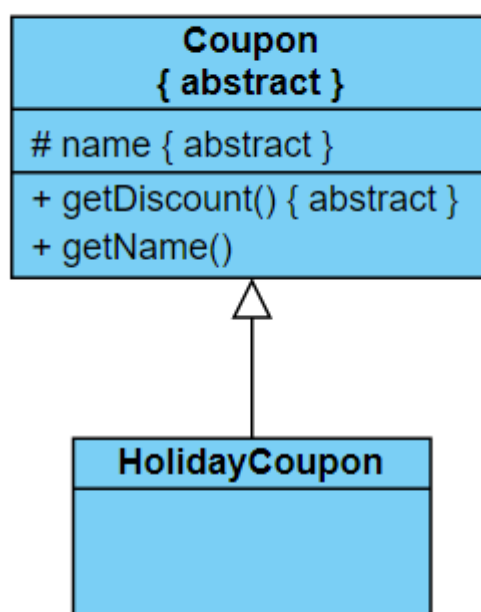 Coupon
{ abstract }
# name { abstract }
+ getDiscount() { abstract }
+ getName()
HolidayCoupon